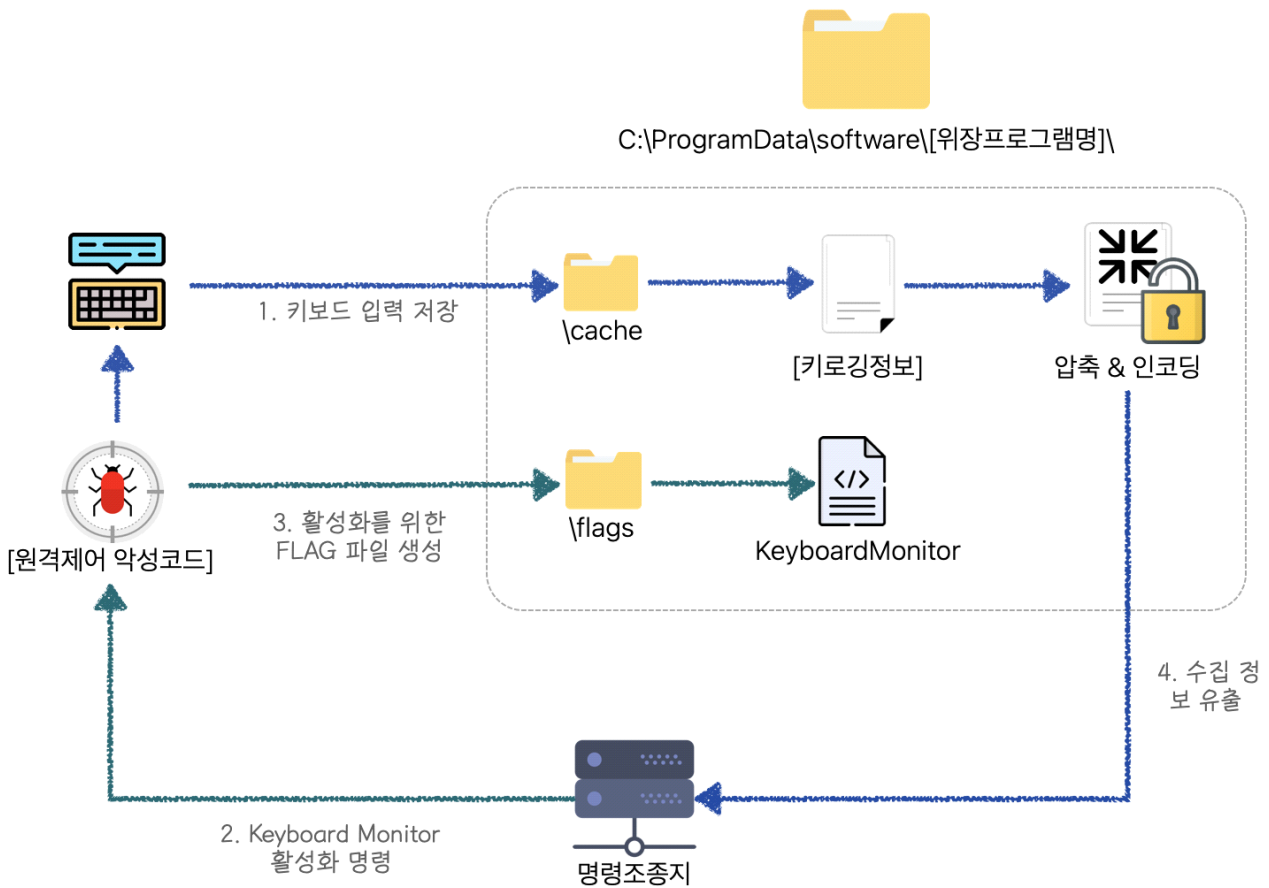 C:\ProgramData\software\[위장프로그램명]\
1. 키보드 입력 저장
\cache
[키로깅정보]
압축 & 인코딩
3. 활성화를 위한
FLAG 파일 생성
\flags
KeyboardMonitor
[원격제어 악성코드]
4. 수집 정
보 유출
2. Keyboard Monitor
활성화 명령
명령조종지